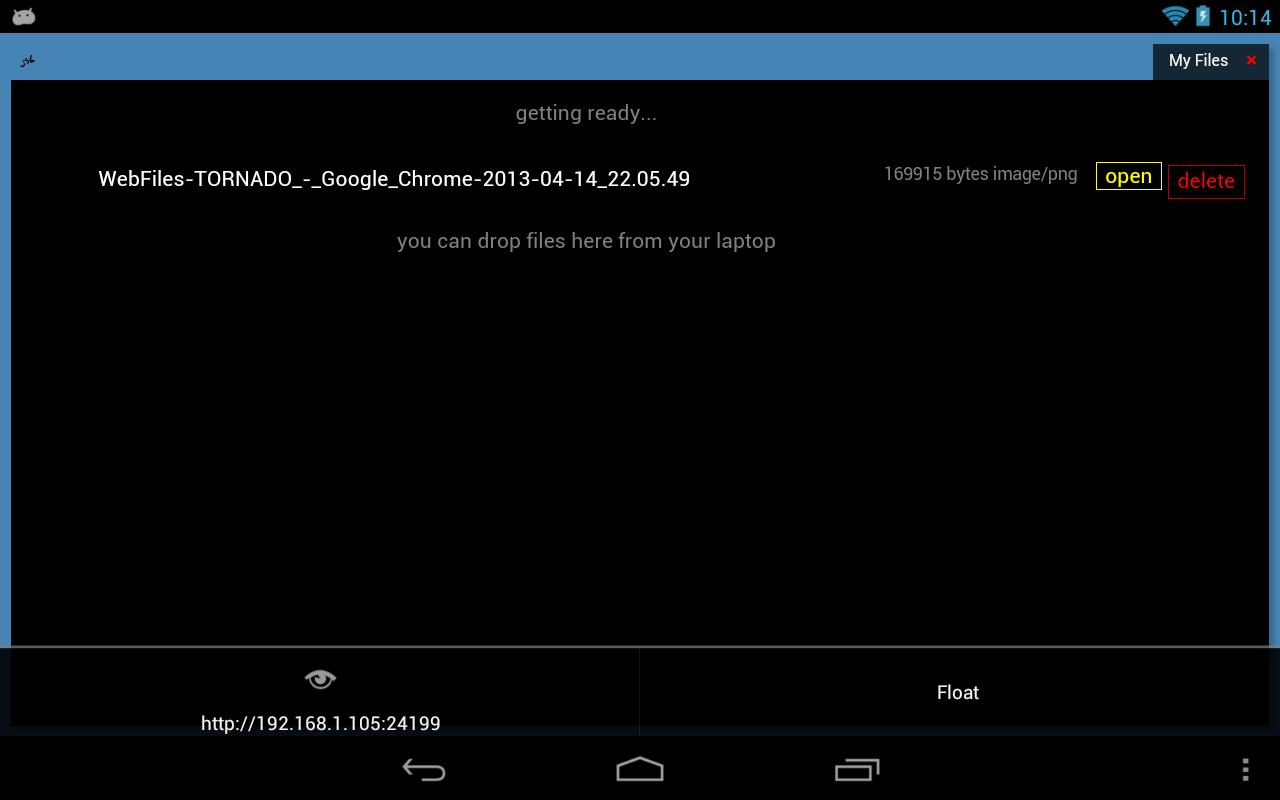 10:14
My Files ×
getting ready...
WebFiles-TORNADO_-_Google_Chrome-2013-04-14_22.05.49 169915 bytes image/png open delete
you can drop files here from your laptop
http://192.168.1.105:24199
Float